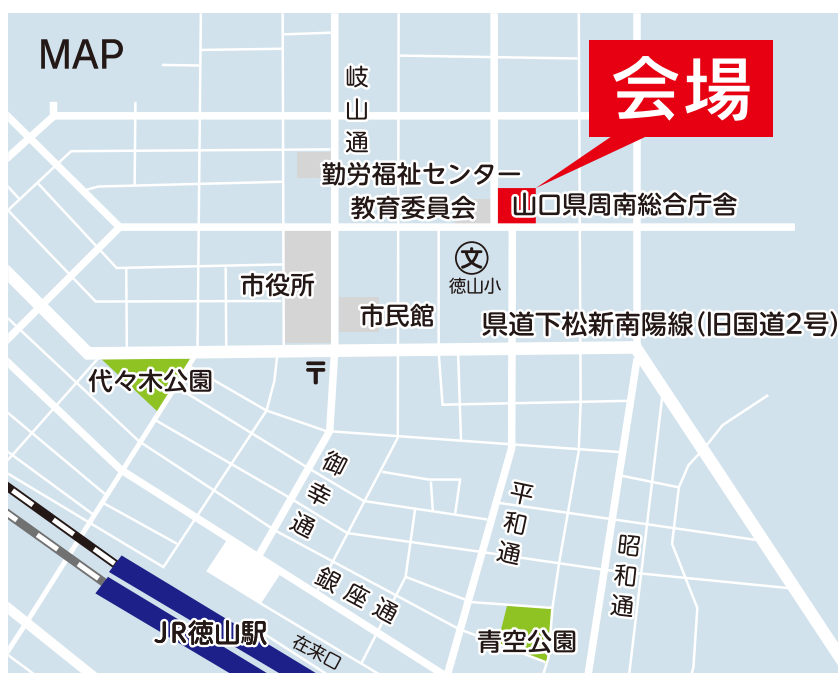 MAP
会場
岐山通
勤労福祉センター
教育委員会
山口県周南総合庁舎
文
徳山小
市役所
市民館
県道下松新南陽線(旧国道2号)
〒
代々木公園
御幸通
平和通
昭和通
銀座通
JR徳山駅
在来口
青空公園